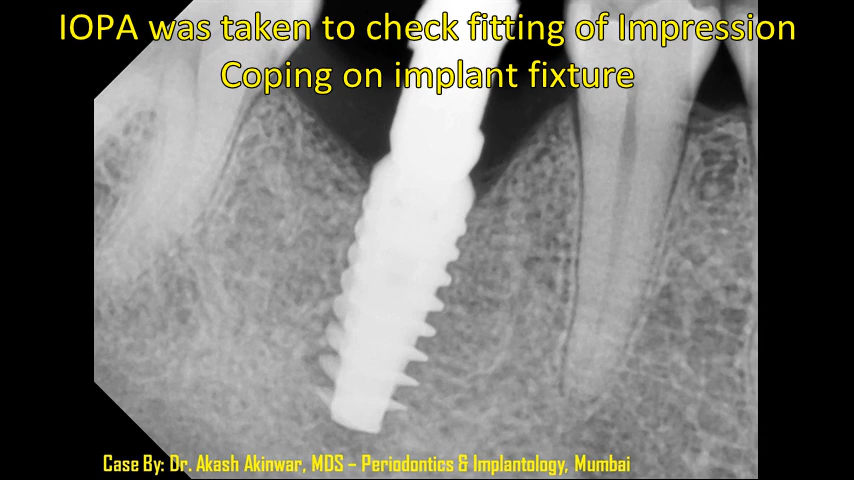 IOPA was taken to check fitting of Impression
Coping on implant fixture
Case By: Dr. Akash Akinwar, MDS – Periodontics & Implantology, Mumbai